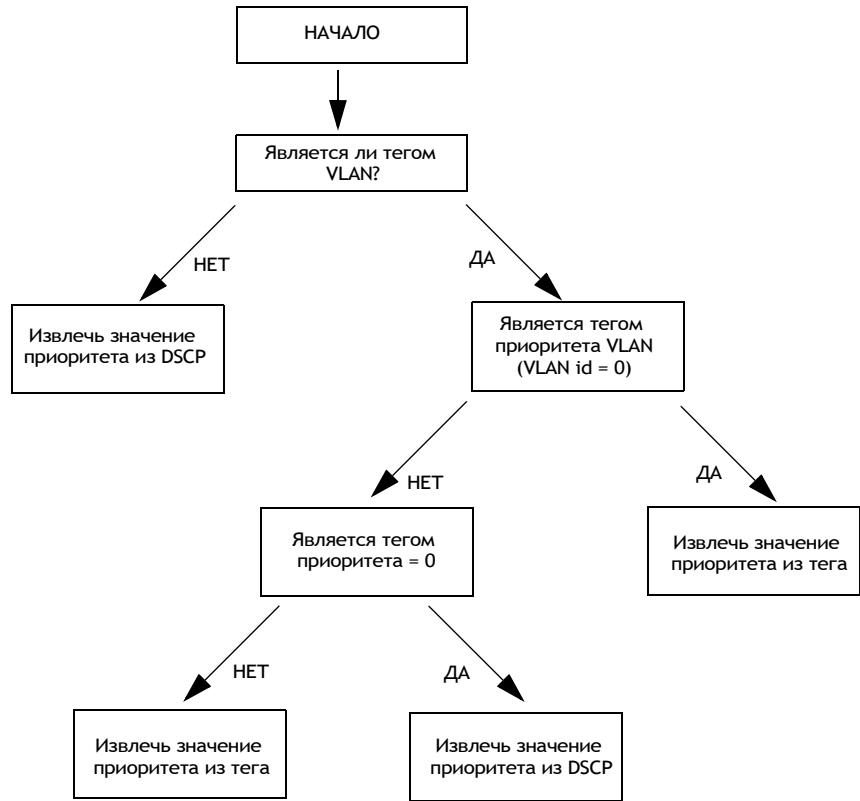 НАЧАЛО
Является ли тегом
VLAN?
НЕТ
ДА
Извлечь значение
приоритета из DSCP
Является тегом
приоритета VLAN
(VLAN id = 0)
НЕТ
ДА
Является тегом
приоритета = 0
Извлечь значение
приоритета из тега
НЕТ
ДА
Извлечь значение
приоритета из тега
Извлечь значение
приоритета из DSCP